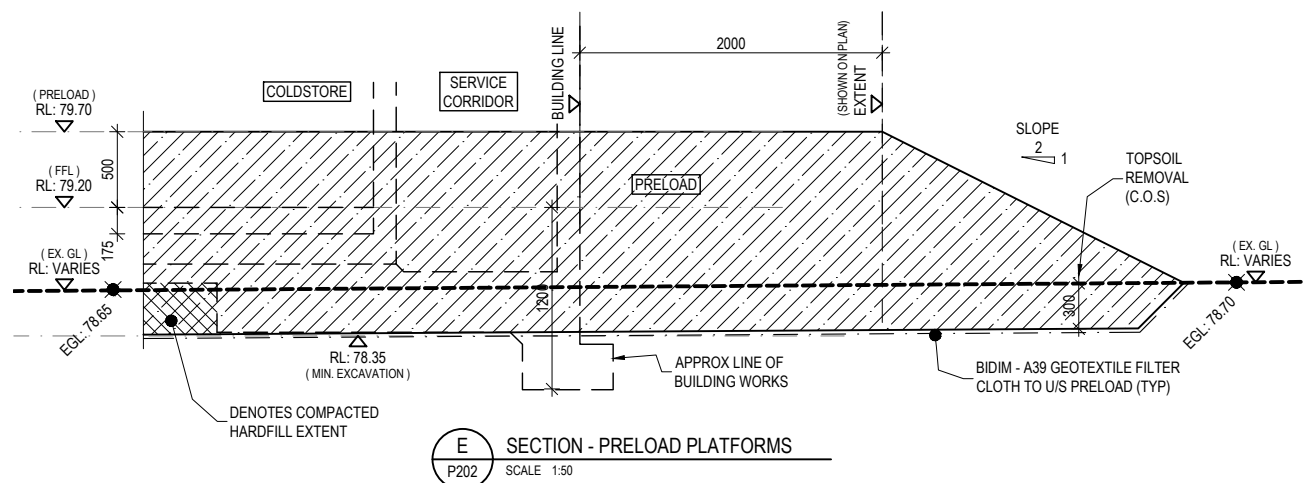 2000
BUILDING LINE
(SHOWN ON PLAN)
EXTENT
COLDSTORE
SERVICE
CORRIDOR
( PRELOAD )
RL: 79.70
500
( FFL )
RL: 79.20
175
( EX. GL )
RL: VARIES
EGL: 78.65
PRELOAD
SLOPE
2
1
TOPSOIL
REMOVAL
(C.O.S)
( EX. GL )
RL: VARIES
EGL: 78.70
300
RL: 78.35
( MIN. EXCAVATION )
APPROX LINE OF
BUILDING WORKS
BIDIM - A39 GEOTEXTILE FILTER
CLOTH TO U/S PRELOAD (TYP)
DENOTES COMPACTED
HARDFILL EXTENT
E
P202
SECTION - PRELOAD PLATFORMS
SCALE 1:50